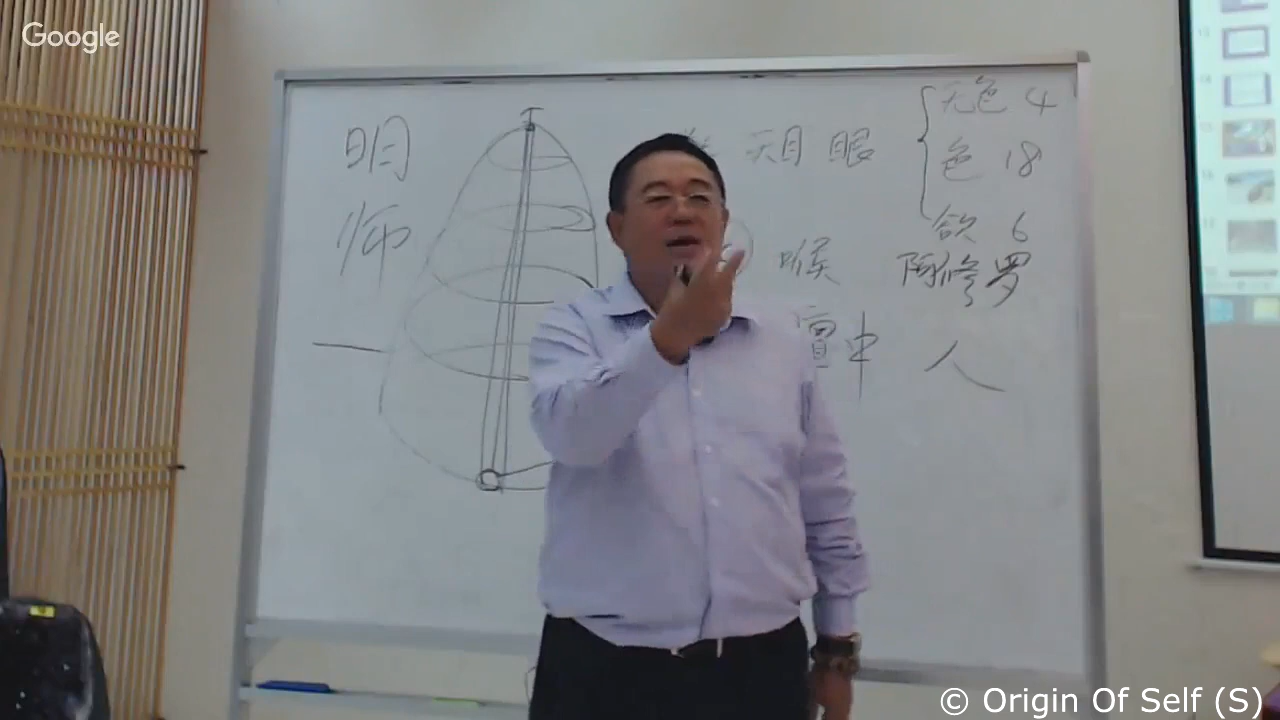 Google
明师
天目 眼
无色 4
色 18
欲 6
喉 阿修罗
膻中 人
© Origin Of Self (S)